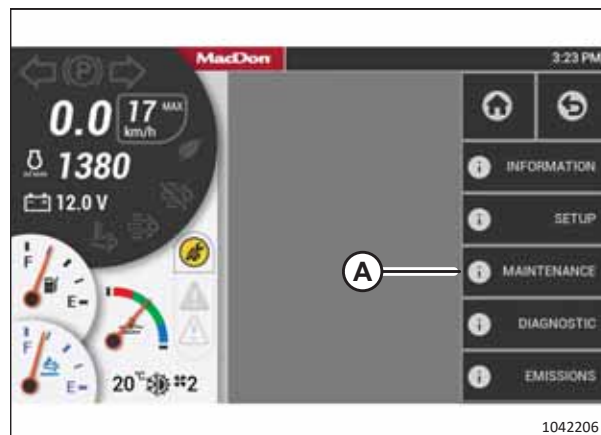 MacDon
3:23 PM
P
0.0 17 MAX
km/h
1380
12.0 V
F
E
F
E
20°C 2
INFORMATION
SETUP
A
MAINTENANCE
DIAGNOSTIC
EMISSIONS
1042206